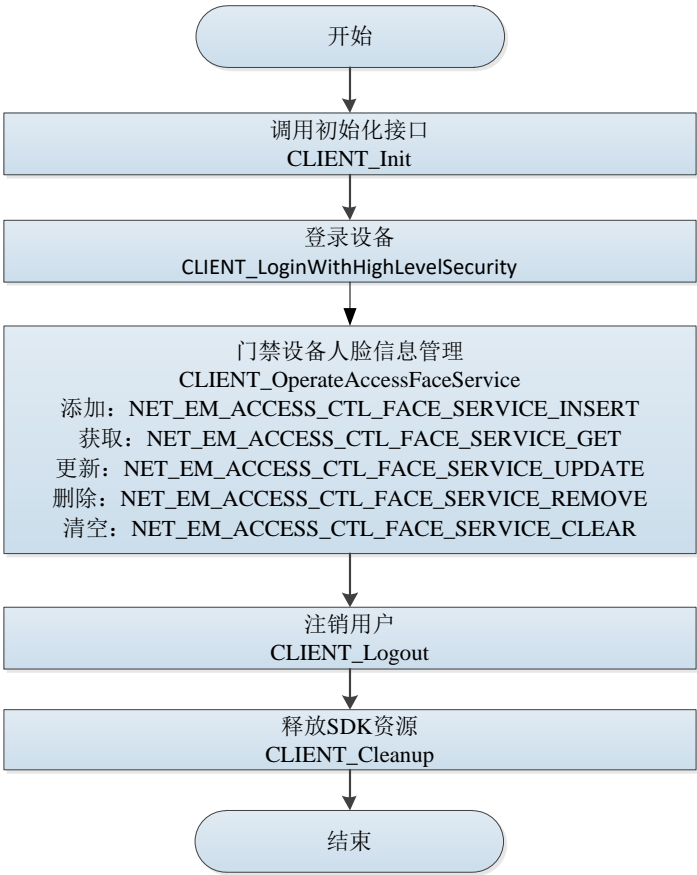 开始
调用初始化接口
CLIENT_Init
登录设备
CLIENT_LoginWithHighLevelSecurity
门禁设备人脸信息管理
CLIENT_OperateAccessFaceService
添加：NET_EM_ACCESS_CTL_FACE_SERVICE_INSERT
获取：NET_EM_ACCESS_CTL_FACE_SERVICE_GET
更新：NET_EM_ACCESS_CTL_FACE_SERVICE_UPDATE
删除：NET_EM_ACCESS_CTL_FACE_SERVICE_REMOVE
清空：NET_EM_ACCESS_CTL_FACE_SERVICE_CLEAR
注销用户
CLIENT_Logout
释放SDK资源
CLIENT_Cleanup
结束